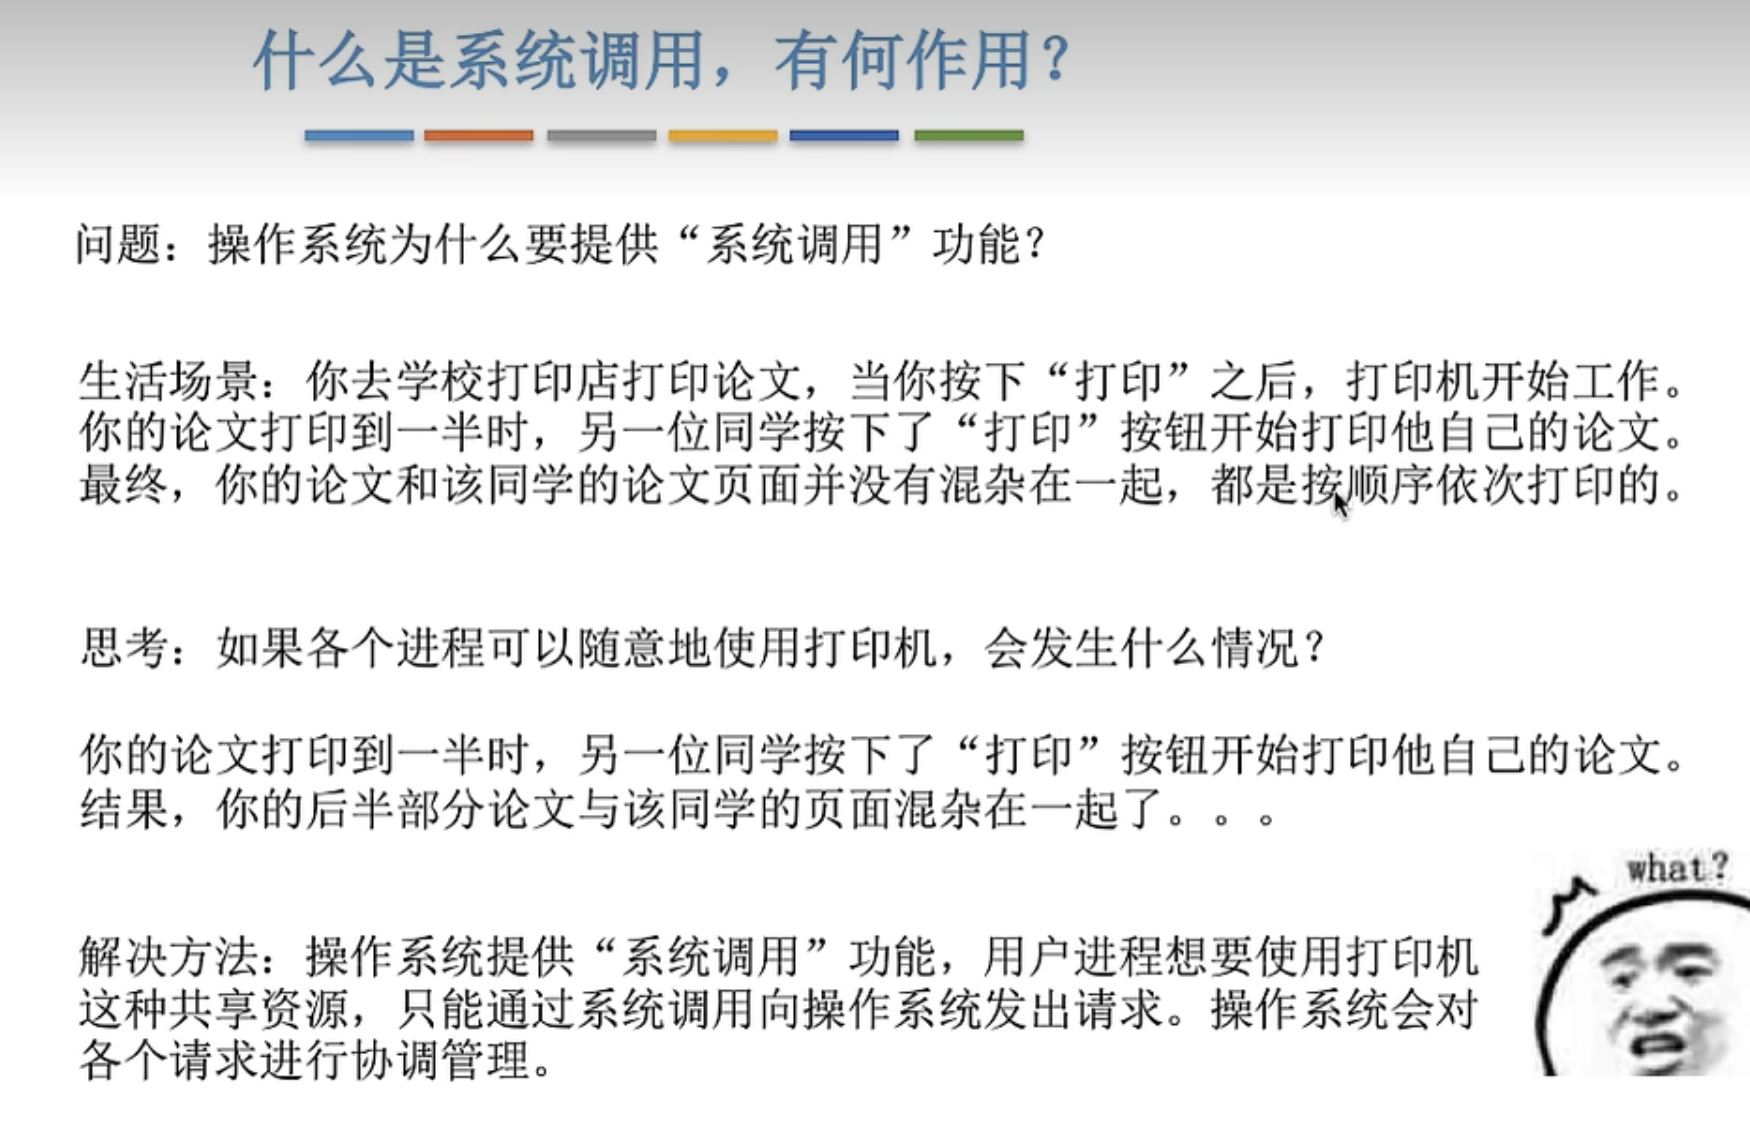 什么是系统调用，有何作用？
问题：操作系统为什么要提供“系统调用”功能？
生活场景：你去学校打印店打印论文，当你按下“打印”之后，打印机开始工作。
你的论文打印到一半时，另一位同学按下了“打印”按钮开始打印他自己的论文。
最终，你的论文和该同学的论文页面并没有混杂在一起，都是按顺序依次打印的。
思考：如果各个进程可以随意地使用打印机，会发生什么情况？
你的论文打印到一半时，另一位同学按下了“打印”按钮开始打印他自己的论文。
结果，你的后半部分论文与该同学的页面混杂在一起了。。。
what?
解决方法：操作系统提供“系统调用”功能，用户进程想要使用打印机
这种共享资源，只能通过系统调用向操作系统发出请求。操作系统会对
各个请求进行协调管理。